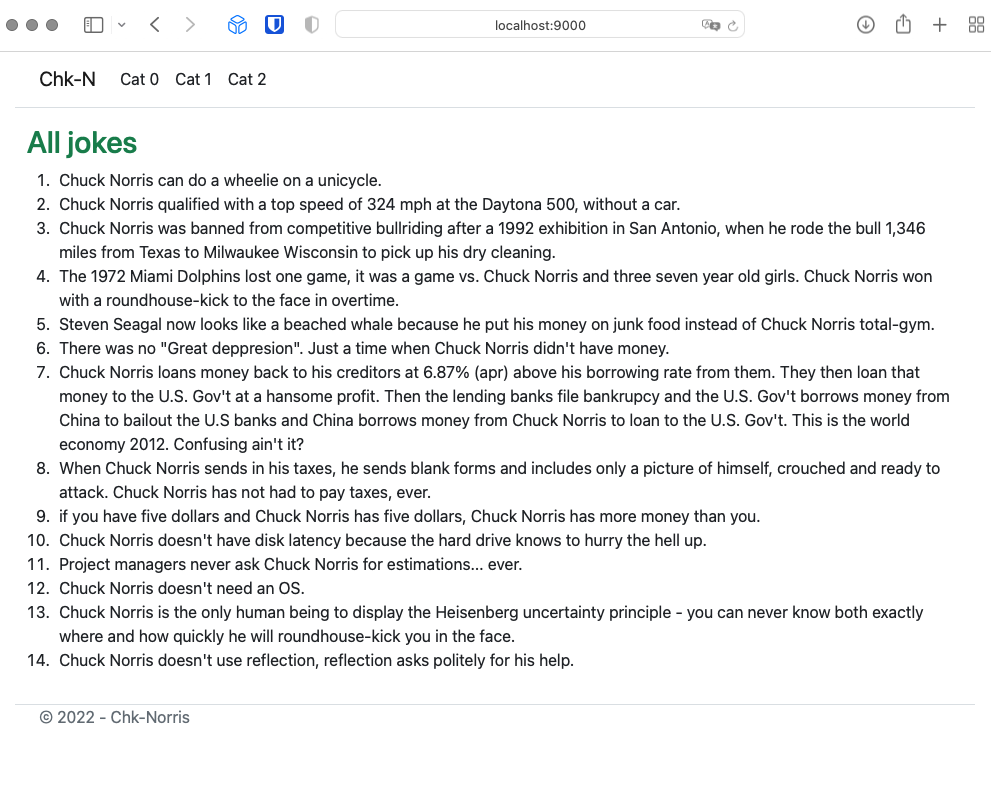 localhost:9000
Chk-N Cat 0 Cat 1 Cat 2
All jokes
1. Chuck Norris can do a wheelie on a unicycle.
2. Chuck Norris qualified with a top speed of 324 mph at the Daytona 500, without a car.
3. Chuck Norris was banned from competitive bullriding after a 1992 exhibition in San Antonio, when he rode the bull 1,346
miles from Texas to Milwaukee Wisconsin to pick up his dry cleaning.
4. The 1972 Miami Dolphins lost one game, it was a game vs. Chuck Norris and three seven year old girls. Chuck Norris won
with a roundhouse-kick to the face in overtime.
5. Steven Seagal now looks like a beached whale because he put his money on junk food instead of Chuck Norris total-gym.
6. There was no "Great deppresion". Just a time when Chuck Norris didn't have money.
7. Chuck Norris loans money back to his creditors at 6.87% (apr) above his borrowing rate from them. They then loan that
money to the U.S. Gov't at a hansome profit. Then the lending banks file bankrupcy and the U.S. Gov't borrows money from
China to bailout the U.S banks and China borrows money from Chuck Norris to loan to the U.S. Gov't. This is the world
economy 2012. Confusing ain't it?
8. When Chuck Norris sends in his taxes, he sends blank forms and includes only a picture of himself, crouched and ready to
attack. Chuck Norris has not had to pay taxes, ever.
9. if you have five dollars and Chuck Norris has five dollars, Chuck Norris has more money than you.
10. Chuck Norris doesn't have disk latency because the hard drive knows to hurry the hell up.
11. Project managers never ask Chuck Norris for estimations... ever.
12. Chuck Norris doesn't need an OS.
13. Chuck Norris is the only human being to display the Heisenberg uncertainty principle - you can never know both exactly
where and how quickly he will roundhouse-kick you in the face.
14. Chuck Norris doesn't use reflection, reflection asks politely for his help.
© 2022 - Chk-Norris